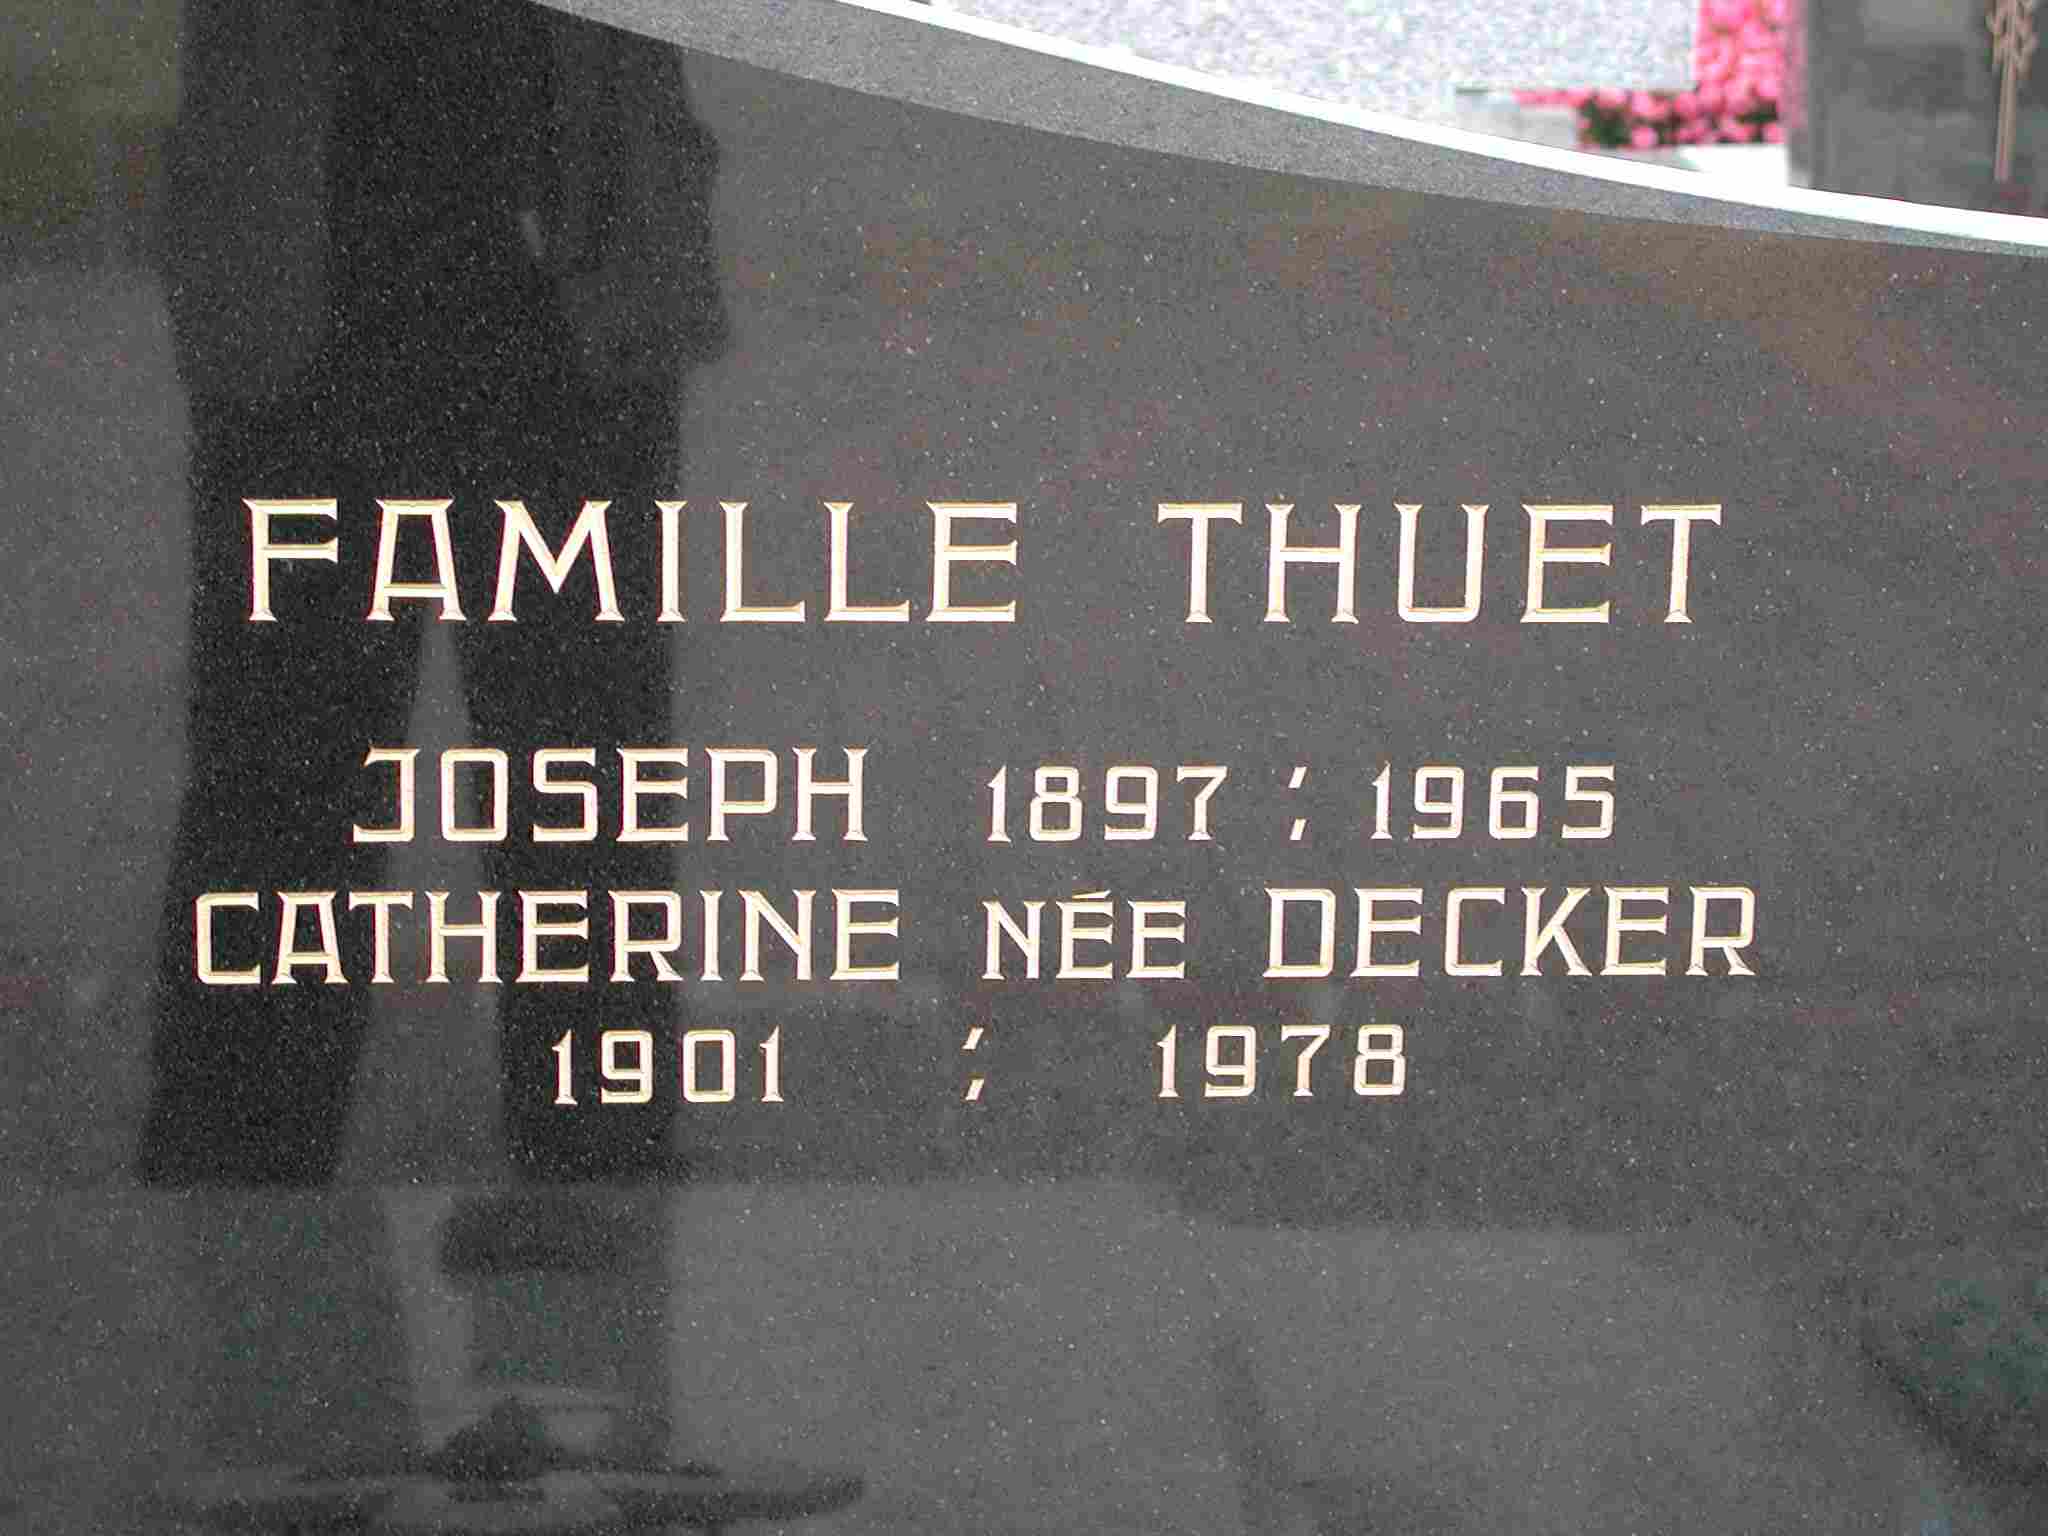 FAMILLE THUET
JOSEPH 1897 ; 1965
CATHERINE NÉE DECKER
1901 ; 1978